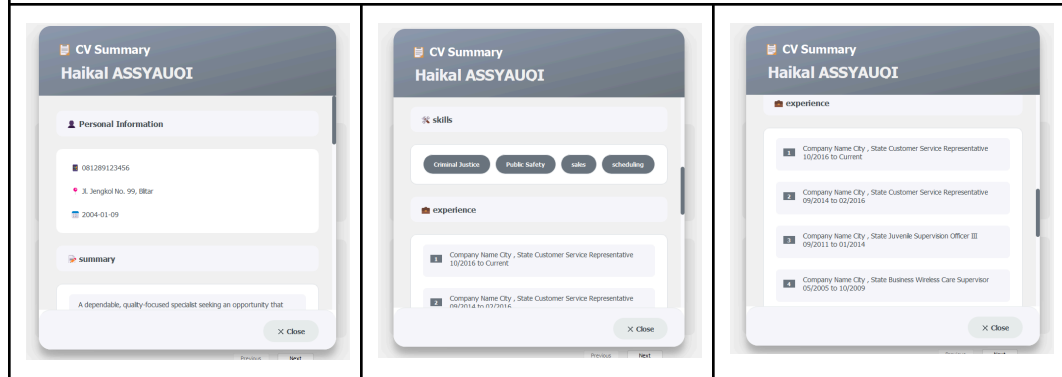 CV Summary
Haikal ASSYAUOI
Personal Information
081289123456
Jl. Jengkol No. 99, Blitar
2004-01-09
summary
A dependable, quality-focused specialist seeking an opportunity that
× Close
Previous
Next
CV Summary
Haikal ASSYAUOI
skills
Criminal Justice
Public Safety
sales
scheduling
experience
1
Company Name City , State Customer Service Representative
10/2016 to Current
2
Company Name City , State Customer Service Representative
09/2014 to 02/2016
× Close
Previous
Next
CV Summary
Haikal ASSYAUOI
experience
1
Company Name City , State Customer Service Representative
10/2016 to Current
2
Company Name City , State Customer Service Representative
09/2014 to 02/2016
3
Company Name City , State Juvenile Supervision Officer III
09/2011 to 01/2014
4
Company Name City , State Business Wireless Care Supervisor
05/2005 to 10/2009
× Close